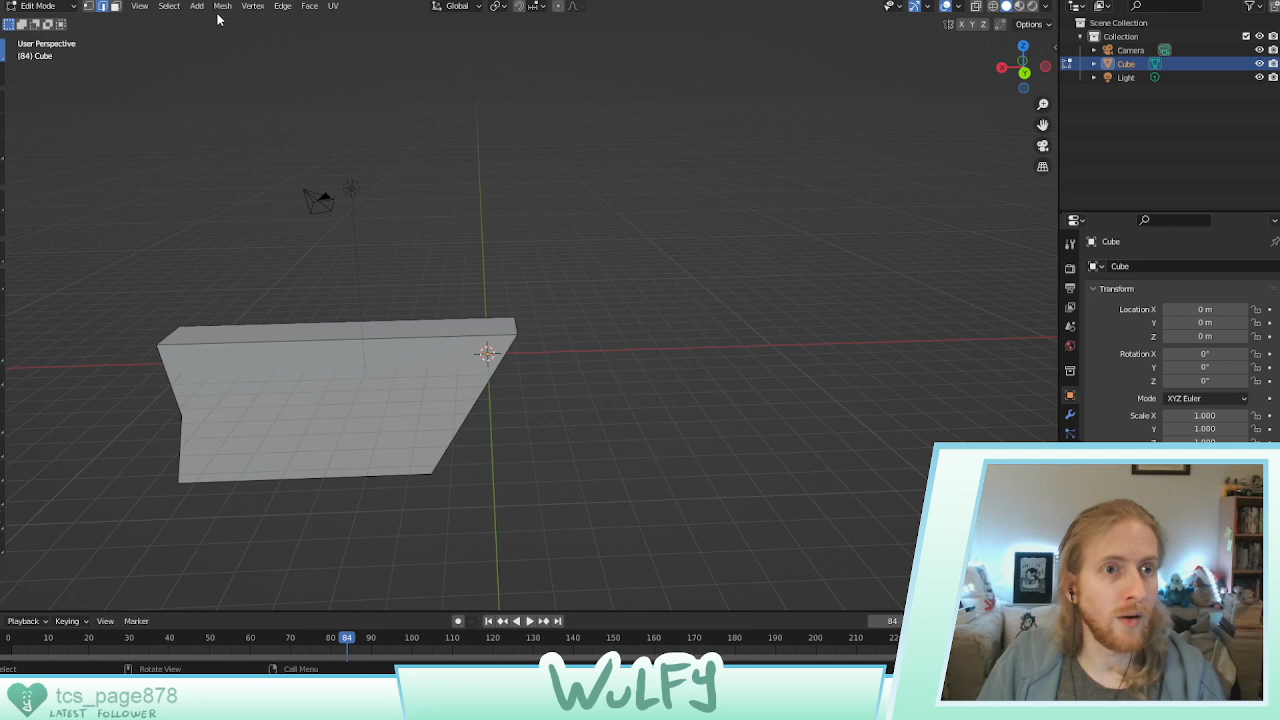 Edit Mode View Select Add Mesh Vertex Edge Face UV Global
X Y Z Options
User Perspective
(84) Cube
Z
X
Y
Scene Collection
Collection
Camera
Cube
Light
Cube
Cube
Transform
Location X 0 m
Y 0 m
Z 0 m
Rotation X 0°
Y 0°
Z 0°
Mode XYZ Euler
Scale X 1.000
Y 1.000
Z 1.000
Playback Keying View Marker 84
0 10 20 30 40 50 60 70 80 84 90 100 110 120 130 140 150 160 170 180 190 200 210 220
elect Rotate View Call Menu
WULFY
tcs_page878
LATEST FOLLOWER